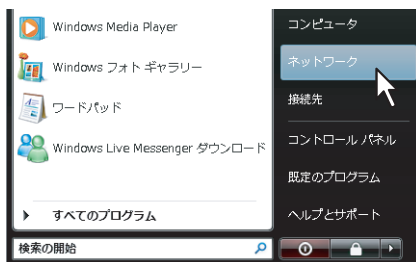 Windows Media Player
Windows フォト ギャラリー
ワードパッド
Windows Live Messenger ダウンロード
すべてのプログラム
検索の開始
コンピュータ
ネットワーク
接続先
コントロール パネル
既定のプログラム
ヘルプとサポート